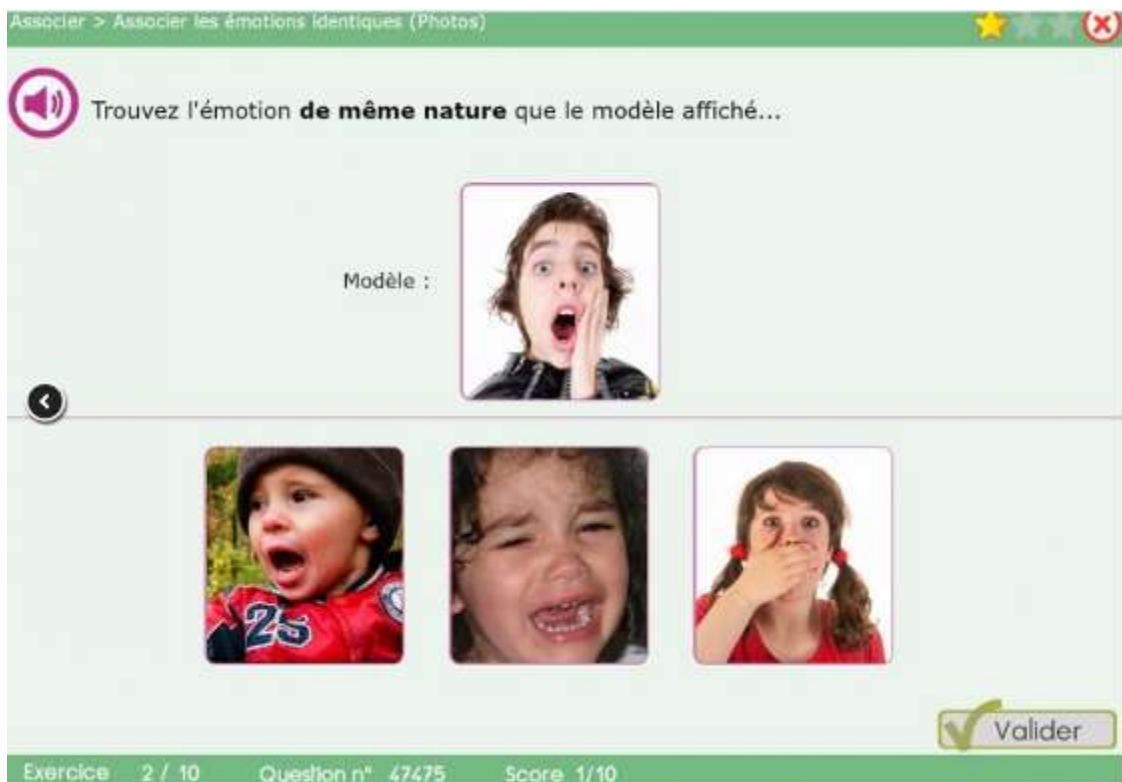 Associer > Associer les émotions identiques (Photos)
Trouvez l'émotion de même nature que le modèle affiché...
Modèle :
25
Valider
Exercice 2 / 10 Question n° 47475 Score 1/10